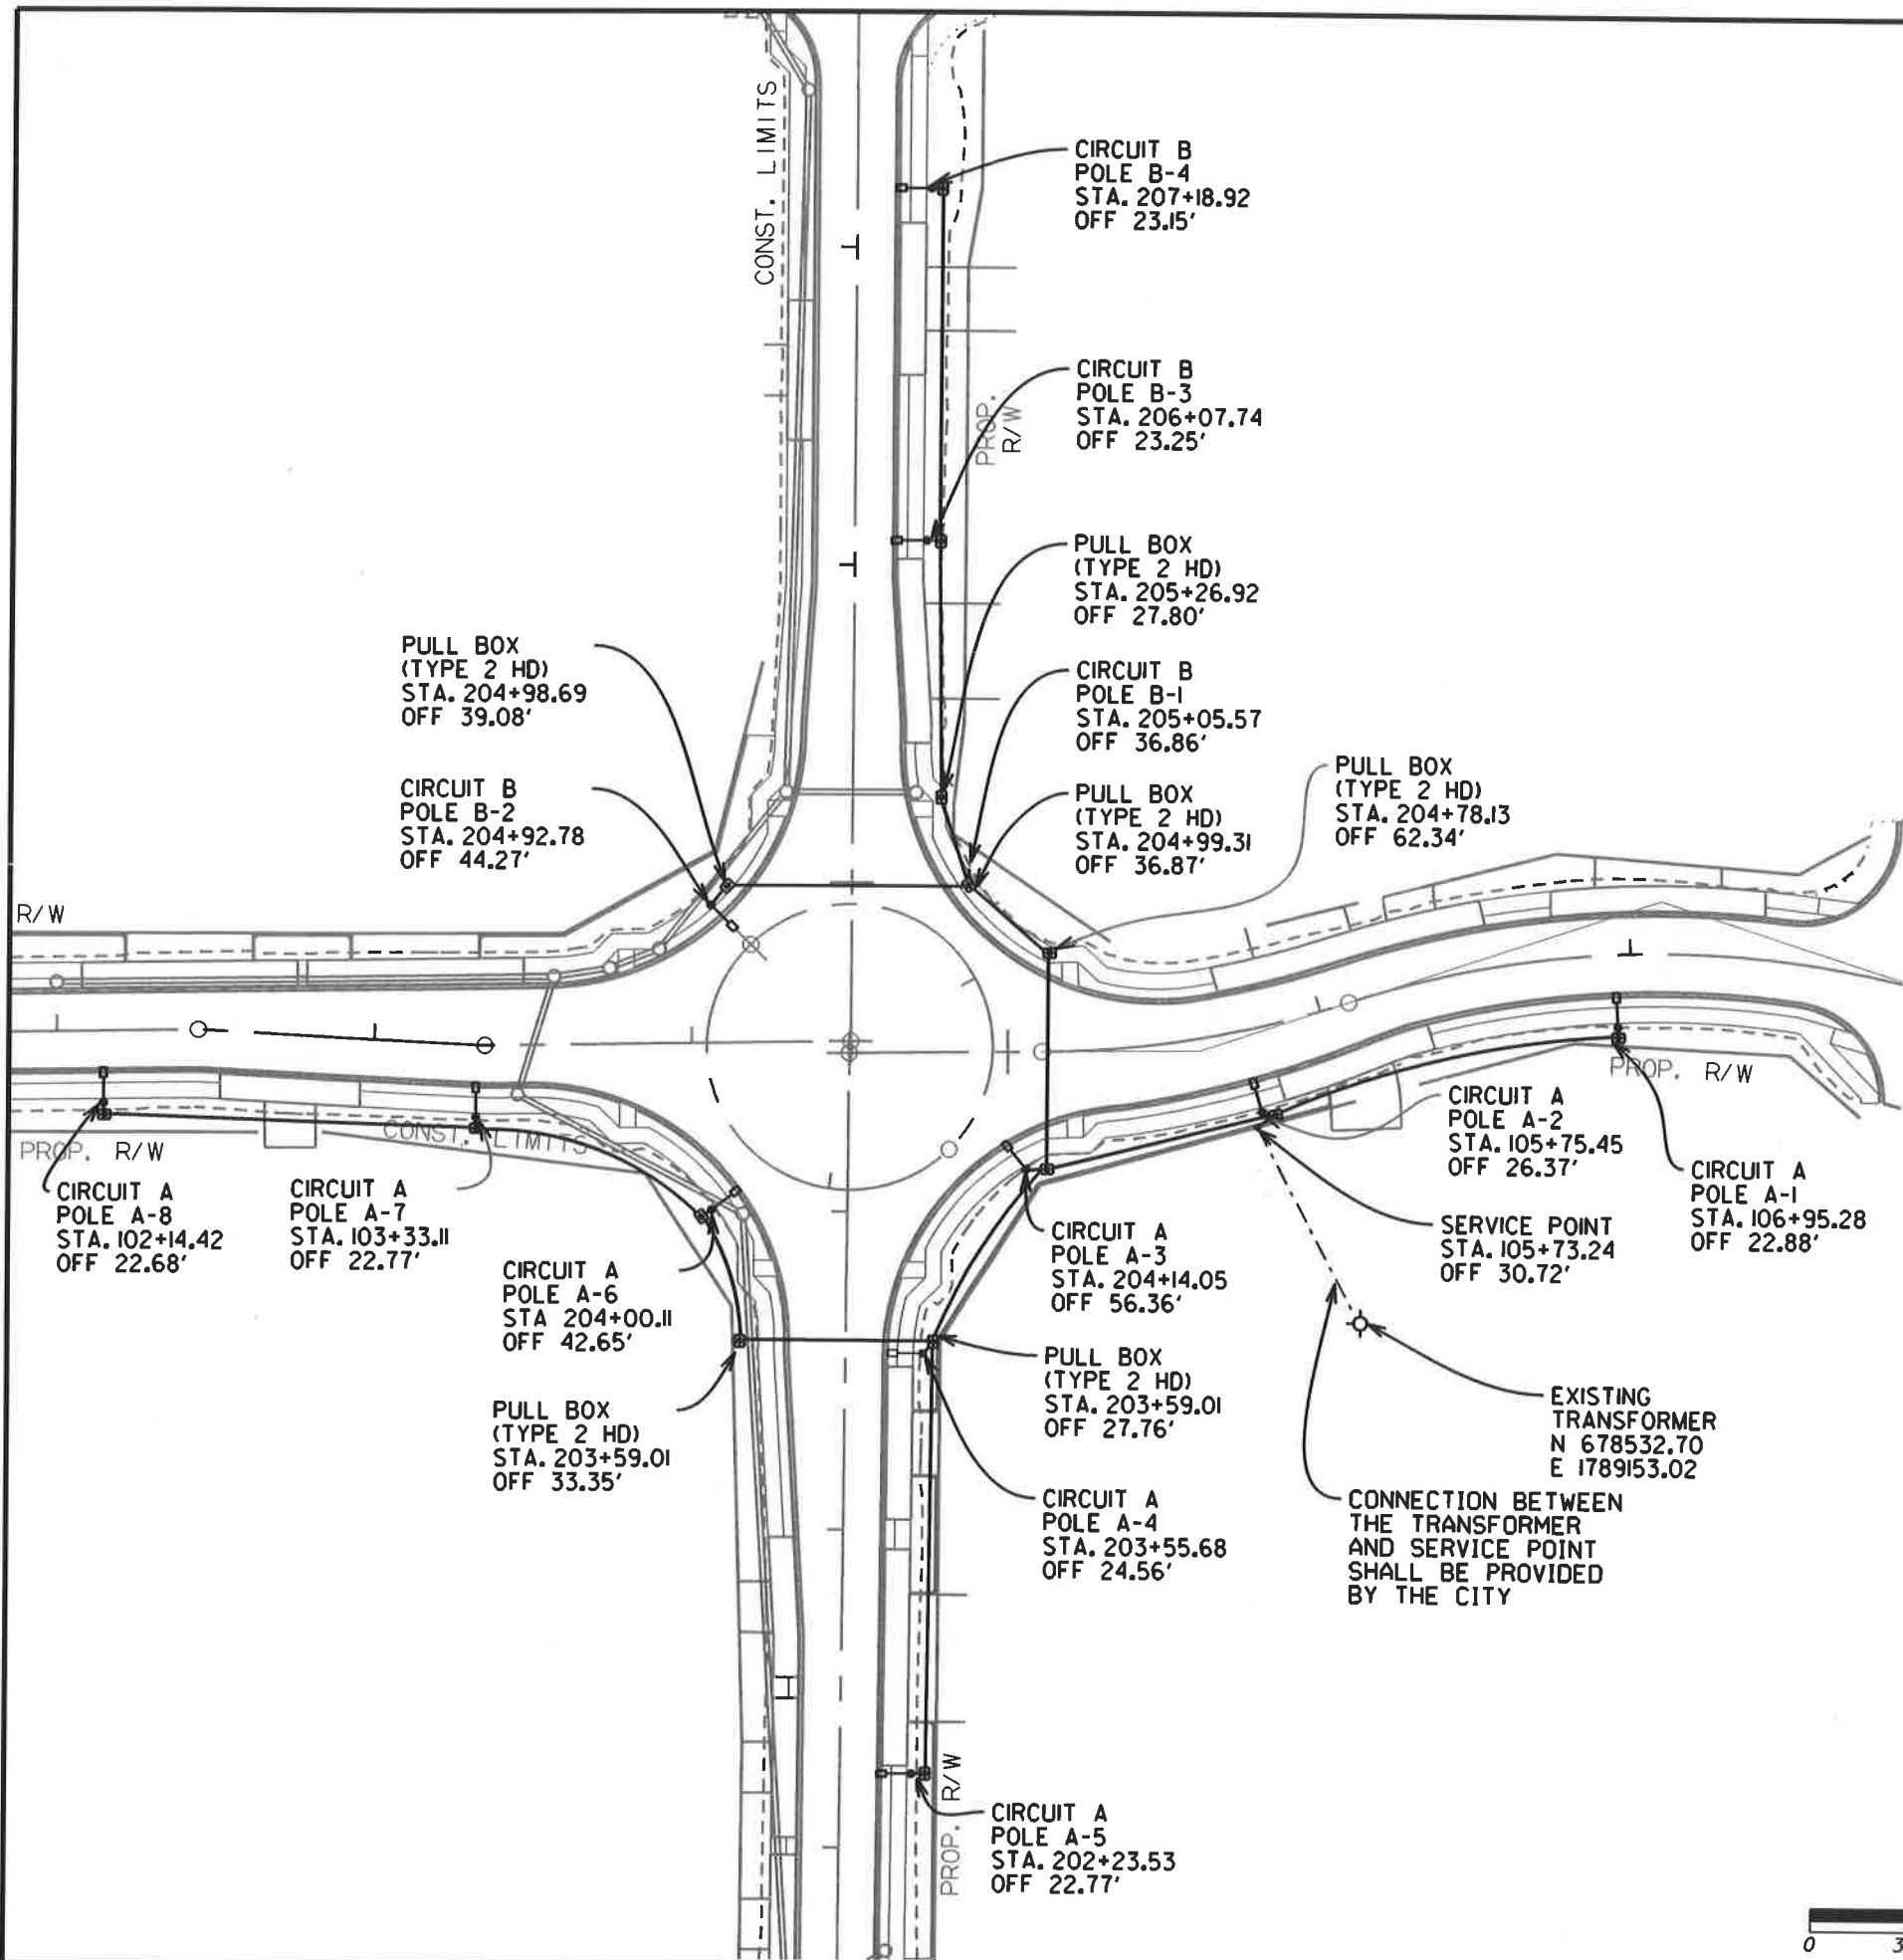 CONST. LIMITS
CIRCUIT B
POLE B-4
STA. 207+18.92
OFF 23.15'
CIRCUIT B
POLE B-3
STA. 206+07.74
OFF 23.25'
PROP.
R/W
PULL BOX
(TYPE 2 HD)
STA. 205+26.92
OFF 27.80'
PULL BOX
(TYPE 2 HD)
STA. 204+98.69
OFF 39.08'
CIRCUIT B
POLE B-1
STA. 205+05.57
OFF 36.86'
CIRCUIT B
POLE B-2
STA. 204+92.78
OFF 44.27'
PULL BOX
(TYPE 2 HD)
STA. 204+99.31
OFF 36.87'
PULL BOX
(TYPE 2 HD)
STA. 204+78.13
OFF 62.34'
R/W
PROP. R/W
PROP. R/W
CONST. LIMITS
CIRCUIT A
POLE A-8
STA. 102+14.42
OFF 22.68'
CIRCUIT A
POLE A-7
STA. 103+33.11
OFF 22.77'
CIRCUIT A
POLE A-6
STA 204+00.11
OFF 42.65'
PULL BOX
(TYPE 2 HD)
STA. 203+59.01
OFF 33.35'
CIRCUIT A
POLE A-2
STA. 105+75.45
OFF 26.37'
CIRCUIT A
POLE A-1
STA. 106+95.28
OFF 22.88'
SERVICE POINT
STA. 105+73.24
OFF 30.72'
CIRCUIT A
POLE A-3
STA. 204+14.05
OFF 56.36'
PULL BOX
(TYPE 2 HD)
STA. 203+59.01
OFF 27.76'
EXISTING
TRANSFORMER
N 678532.70
E 1789153.02
CIRCUIT A
POLE A-4
STA. 203+55.68
OFF 24.56'
CONNECTION BETWEEN
THE TRANSFORMER
AND SERVICE POINT
SHALL BE PROVIDED
BY THE CITY
PROP. R/W
CIRCUIT A
POLE A-5
STA. 202+23.53
OFF 22.77'
0